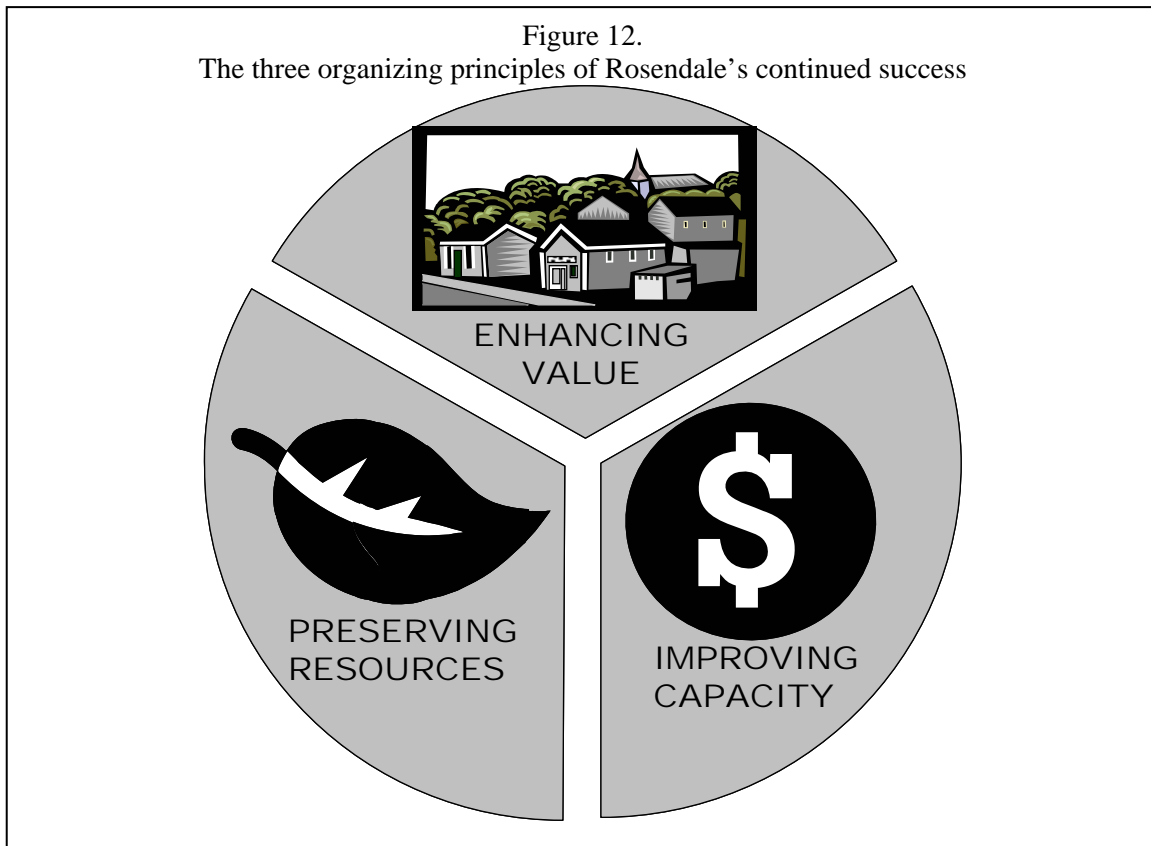 Figure 12.
The three organizing principles of Rosendale’s continued success
ENHANCING
VALUE
$
PRESERVING
RESOURCES
IMPROVING
CAPACITY